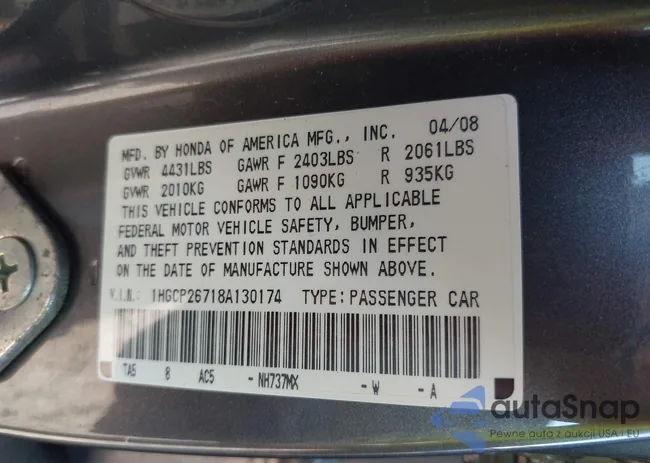 MFD. BY HONDA OF AMERICA MFG., INC. 04/08
GVWR 4431LBS GAWR F 2403LBS R 2061LBS
GVWR 2010KG GAWR F 1090KG R 935KG
THIS VEHICLE CONFORMS TO ALL APPLICABLE
FEDERAL MOTOR VEHICLE SAFETY, BUMPER,
AND THEFT PREVENTION STANDARDS IN EFFECT
ON THE DATE OF MANUFACTURE SHOWN ABOVE.
V.I.N.: 1HGCP26718A130174 TYPE: PASSENGER CAR
TA5 8 AC5 - NH737MX - W - A
autaSnap
Pewne auta z aukcji USA i EU